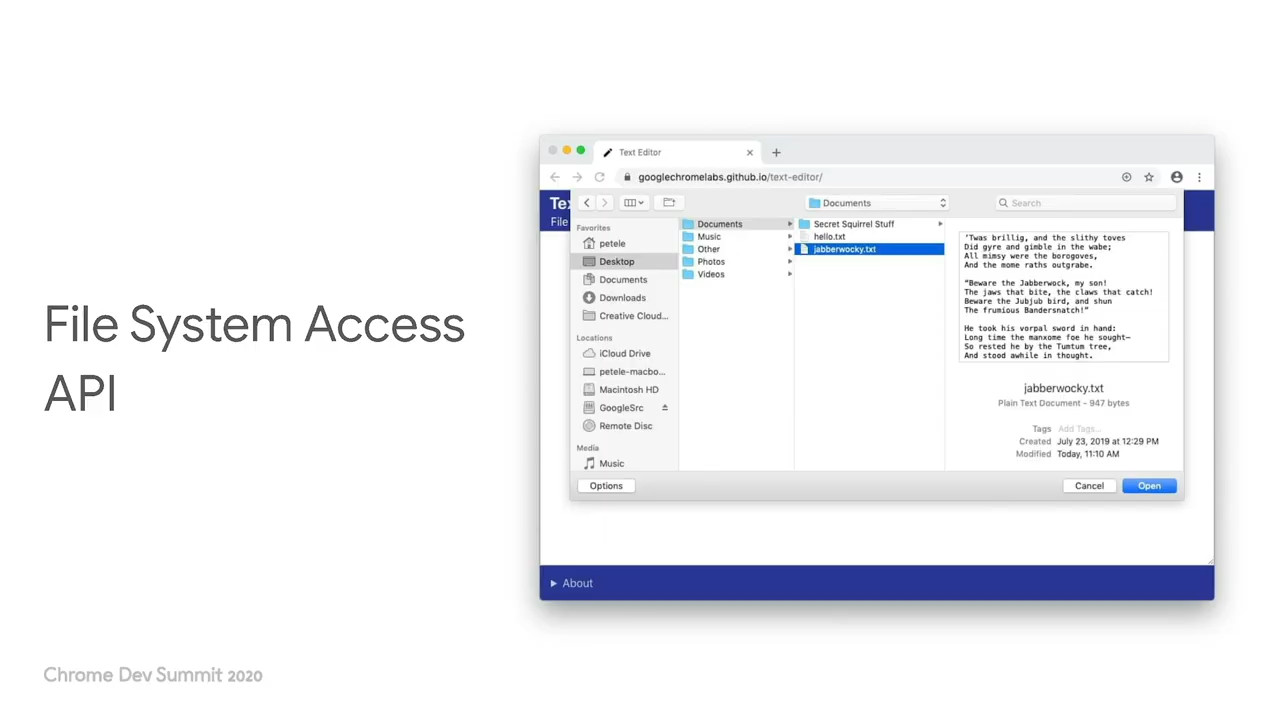 File System Access
API
Chrome Dev Summit 2020
Text Editor
googlechromelabs.github.io/text-editor/
Tex
File
Documents
Search
Favorites
petele
Desktop
Documents
Downloads
Creative Cloud...
Locations
iCloud Drive
petele-macbo...
Macintosh HD
GoogleSrc
Remote Disc
Media
Music
Documents
Music
Other
Photos
Videos
Secret Squirrel Stuff
hello.txt
jabberwocky.txt
'Twas brillig, and the slithy toves
Did gyre and gimble in the wabe;
All mimsy were the borogoves,
And the mome raths outgrabe.
"Beware the Jabberwock, my son!
The jaws that bite, the claws that catch!
Beware the Jubjub bird, and shun
The frumious Bandersnatch!"
He took his vorpal sword in hand:
Long time the manxome foe he sought—
So rested he by the Tumtum tree,
And stood awhile in thought.
jabberwocky.txt
Plain Text Document - 947 bytes
Tags Add Tags...
Created July 23, 2019 at 12:29 PM
Modified Today, 11:10 AM
Options
Cancel
Open
About